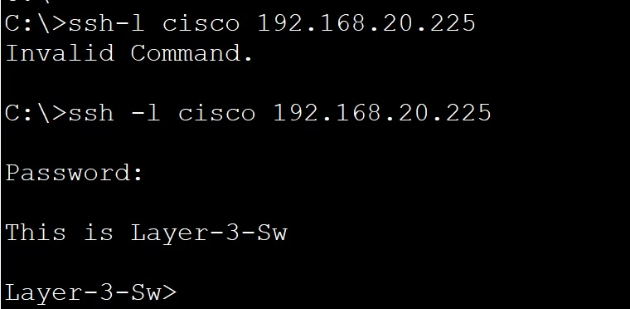 C:\>ssh-l cisco 192.168.20.225
Invalid Command.
C:\>ssh -l cisco 192.168.20.225
Password:
This is Layer-3-Sw
Layer-3-Sw>